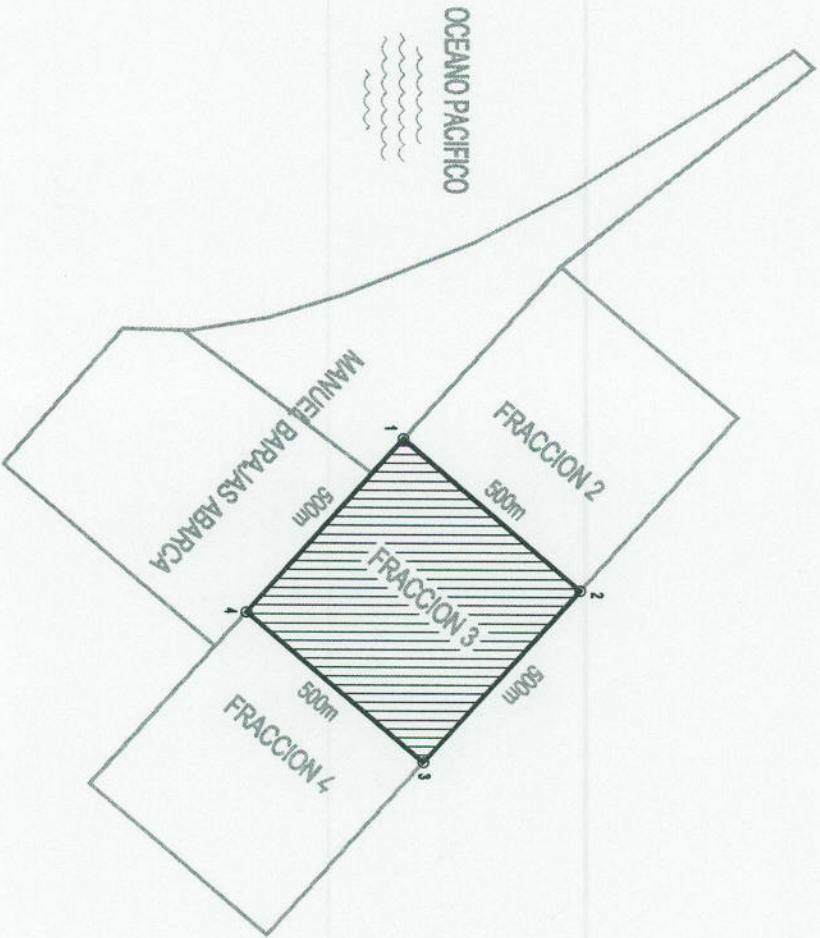 OCEANO PACIFICO
FRACCION 2
MANUEL BARAJAS ABARCA
FRACCION 3
FRACCION 4
500m
500m
500m
500m
1
2
3
4